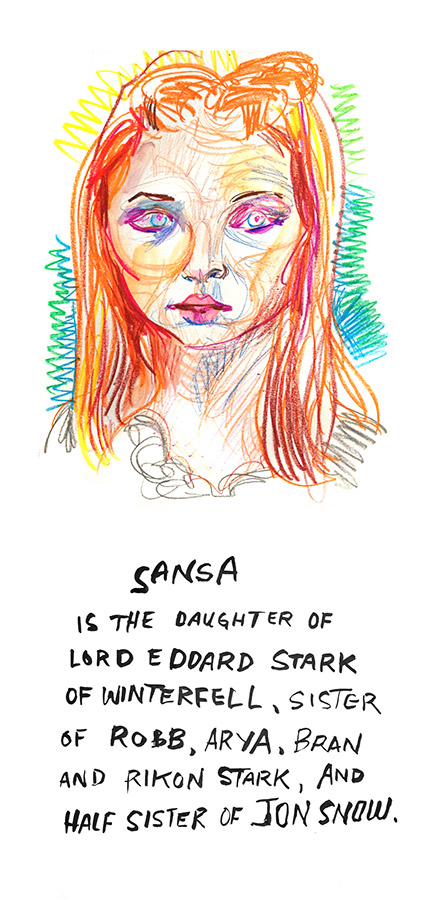 SANSA
IS THE DAUGHTER OF
LORD EDDARD STARK
OF WINTERFELL, SISTER
OF ROBB, ARYA, BRAN
AND RIKON STARK, AND
HALF SISTER OF JON SNOW.